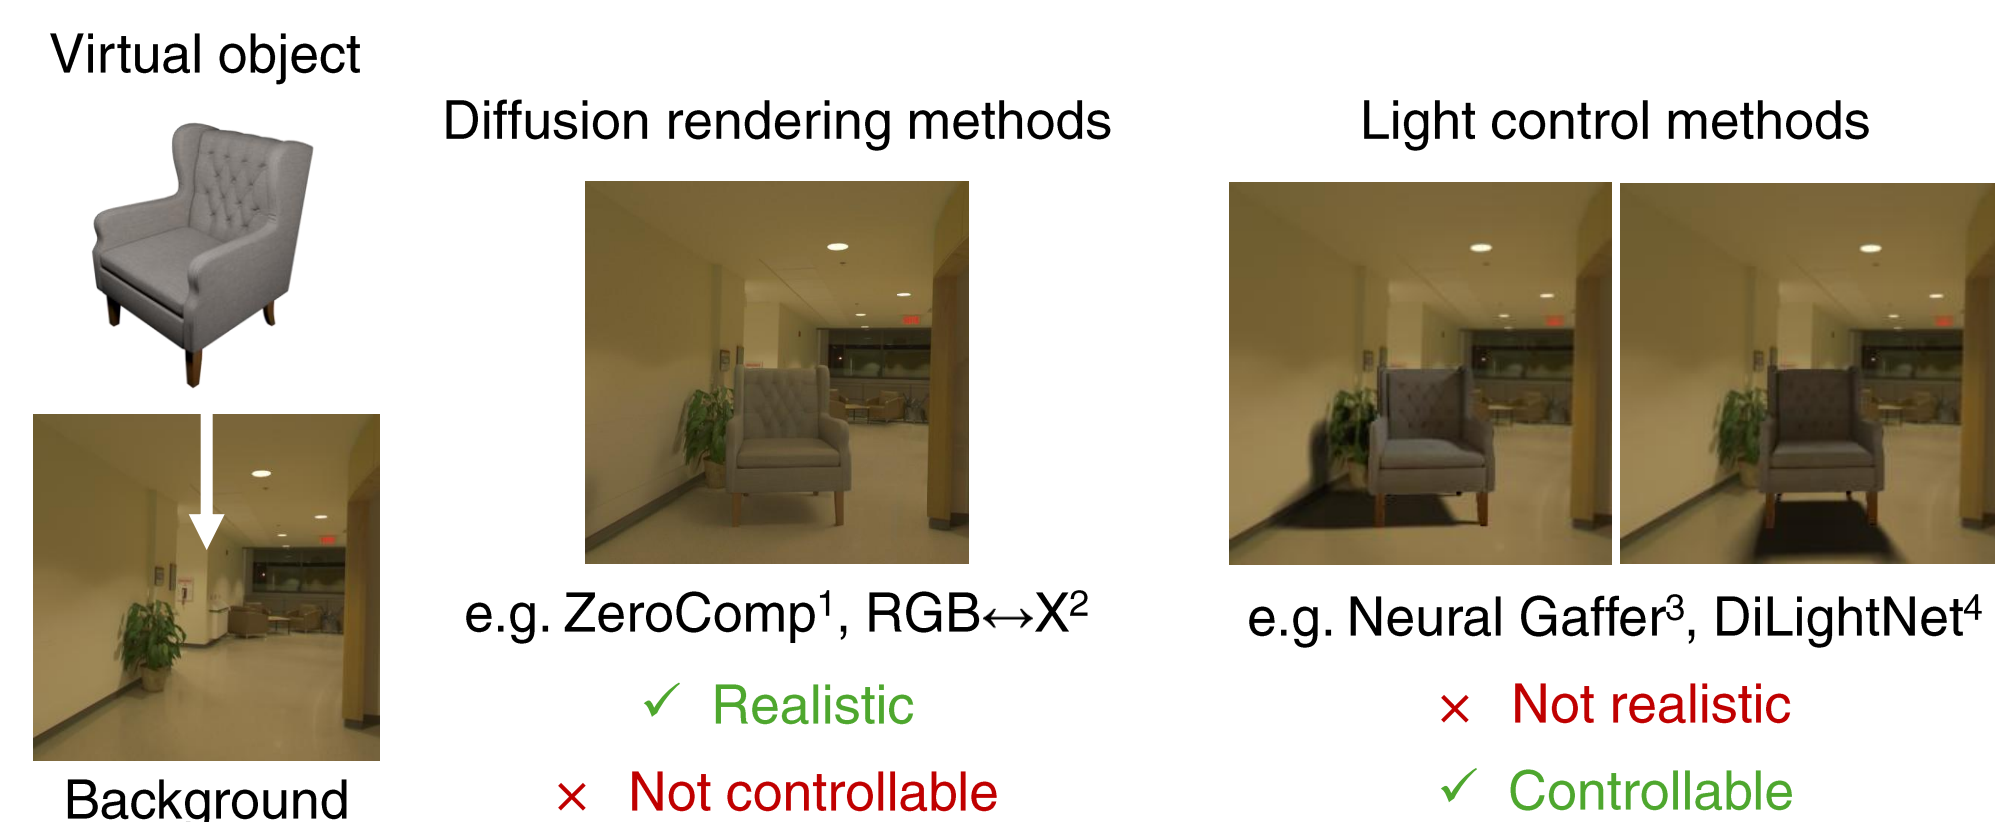 Virtual object
Background
Diffusion rendering methods
e.g. ZeroComp¹, RGB↔X²
✓ Realistic
× Not controllable
Light control methods
e.g. Neural Gaffer³, DiLightNet⁴
× Not realistic
✓ Controllable